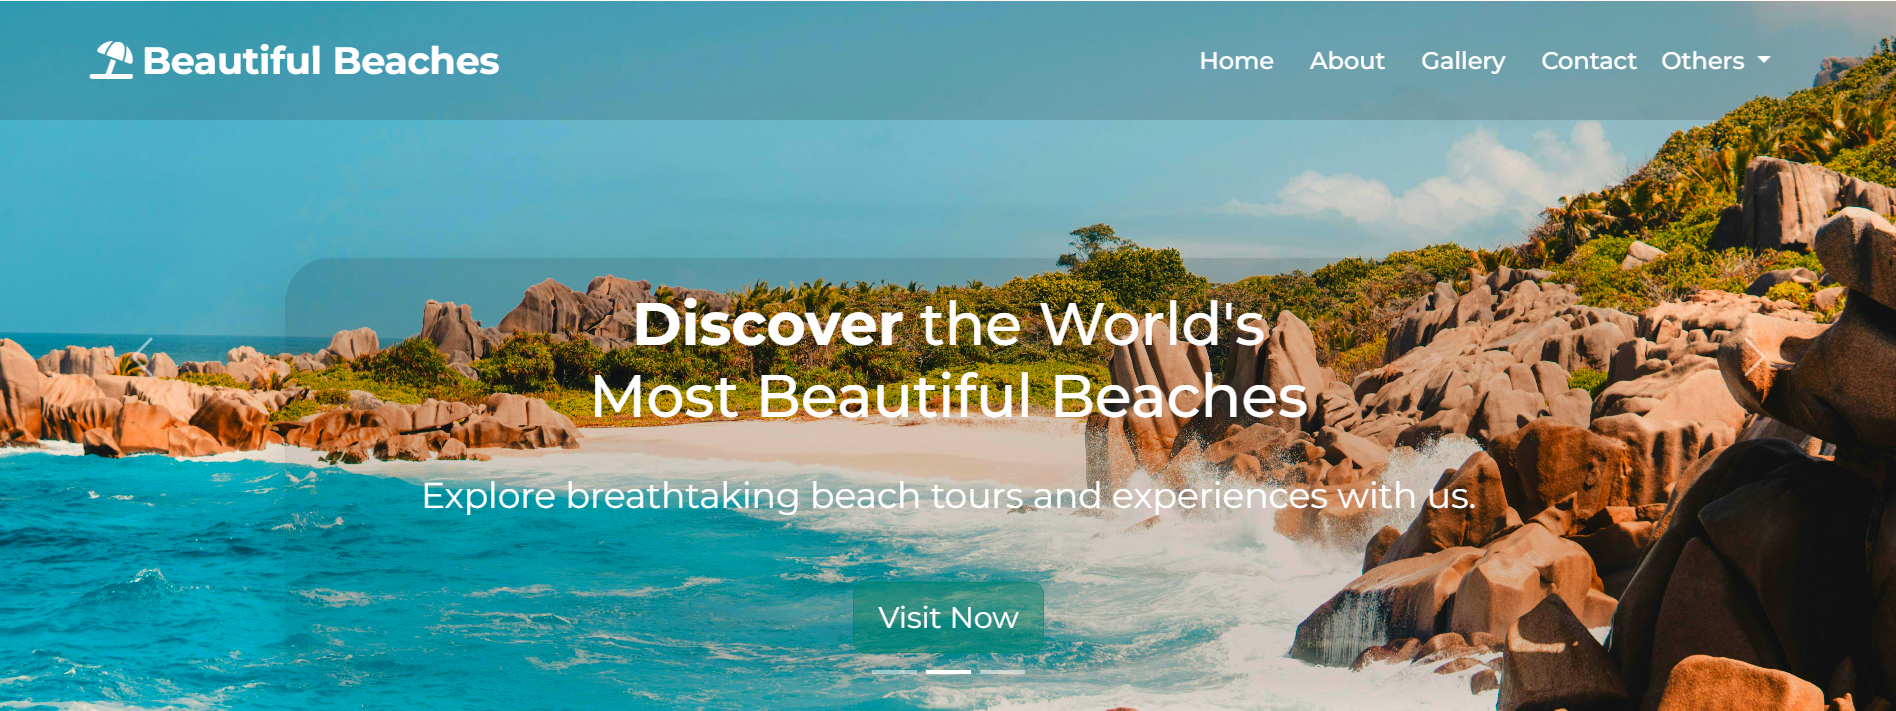 Beautiful Beaches
Home About Gallery Contact Others
Discover the World's
Most Beautiful Beaches
Explore breathtaking beach tours and experiences with us.
Visit Now